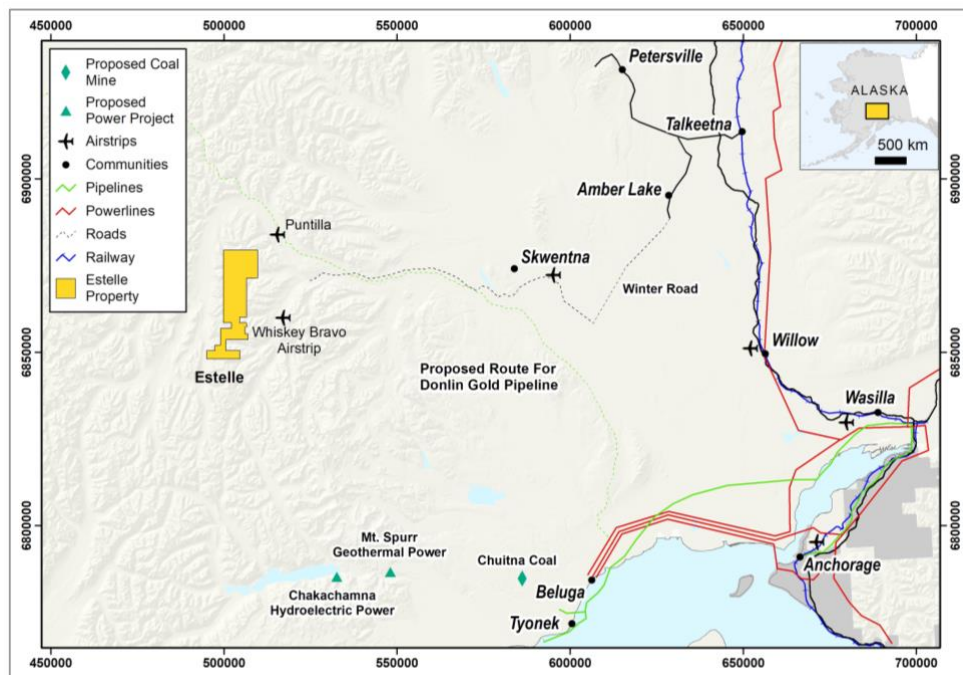 450000
500000
550000
600000
650000
700000
Proposed Coal
Mine
Proposed
Power Project
Airstrips
Communities
Pipelines
Powerlines
Roads
Railway
Estelle
Property
ALASKA
500 km
Petersville
Talkeetna
6900000
6900000
Amber Lake
Puntilla
Skwentna
Winter Road
Whiskey Bravo
Airstrip
Estelle
6850000
6850000
Willow
Proposed Route For
Donlin Gold Pipeline
Wasilla
6800000
6800000
Mt. Spurr
Geothermal Power
Chuitna Coal
Chakachamna
Hydroelectric Power
Beluga
Anchorage
Tyonek
450000
500000
550000
600000
650000
700000